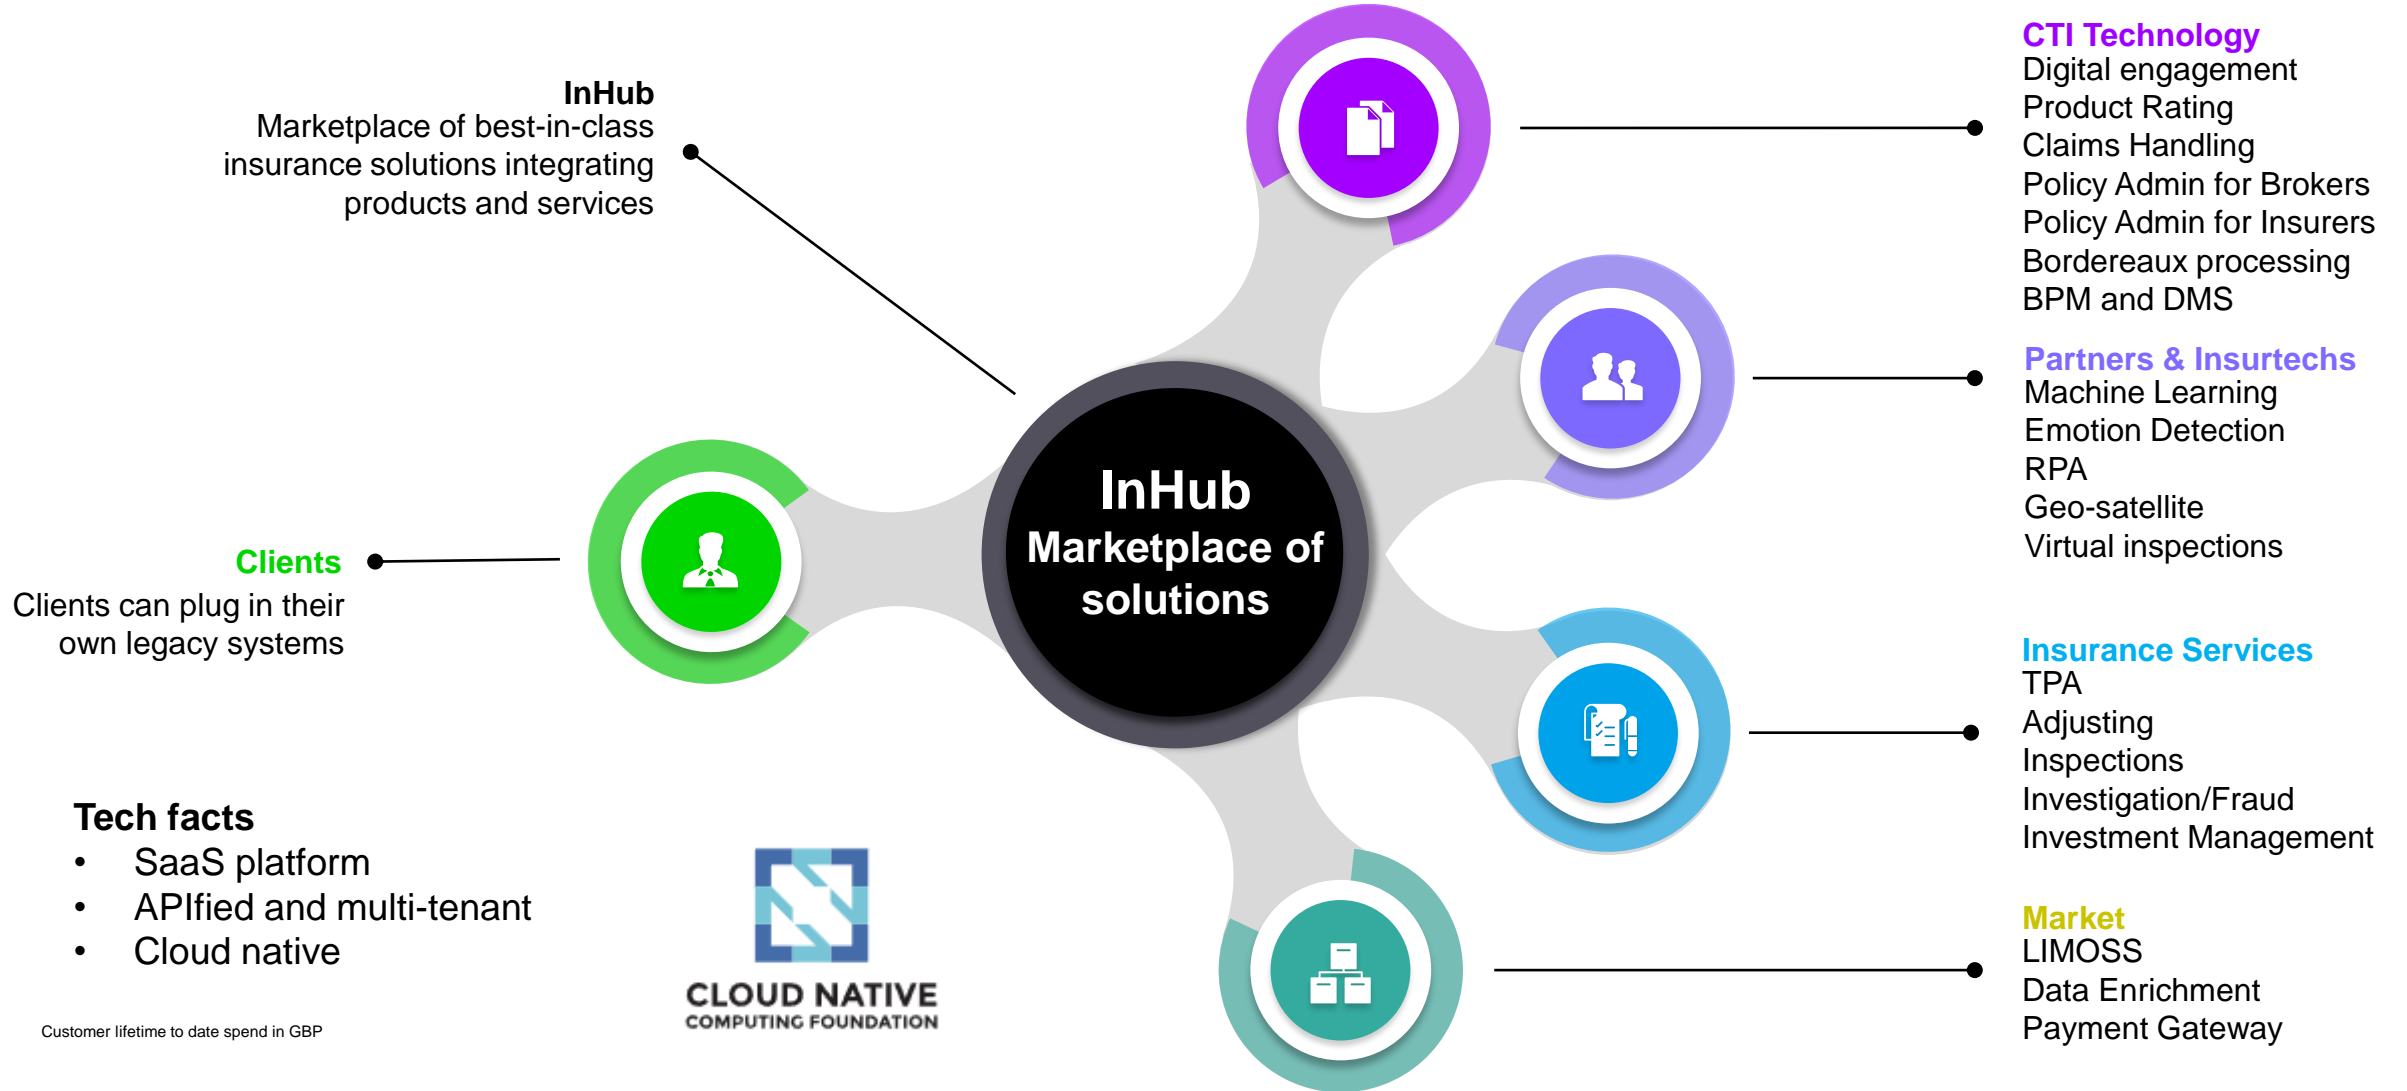 InHub
Marketplace of best-in-class
insurance solutions integrating
products and services
Clients
Clients can plug in their
own legacy systems
InHub
Marketplace of
solutions
CTI Technology
Digital engagement
Product Rating
Claims Handling
Policy Admin for Brokers
Policy Admin for Insurers
Bordereaux processing
BPM and DMS
Partners & Insurtechs
Machine Learning
Emotion Detection
RPA
Geo-satellite
Virtual inspections
Insurance Services
TPA
Adjusting
Inspections
Investigation/Fraud
Investment Management
Market
LIMOSS
Data Enrichment
Payment Gateway
Tech facts
• SaaS platform
• APIfied and multi-tenant
• Cloud native
CLOUD NATIVE
COMPUTING FOUNDATION
Customer lifetime to date spend in GBP